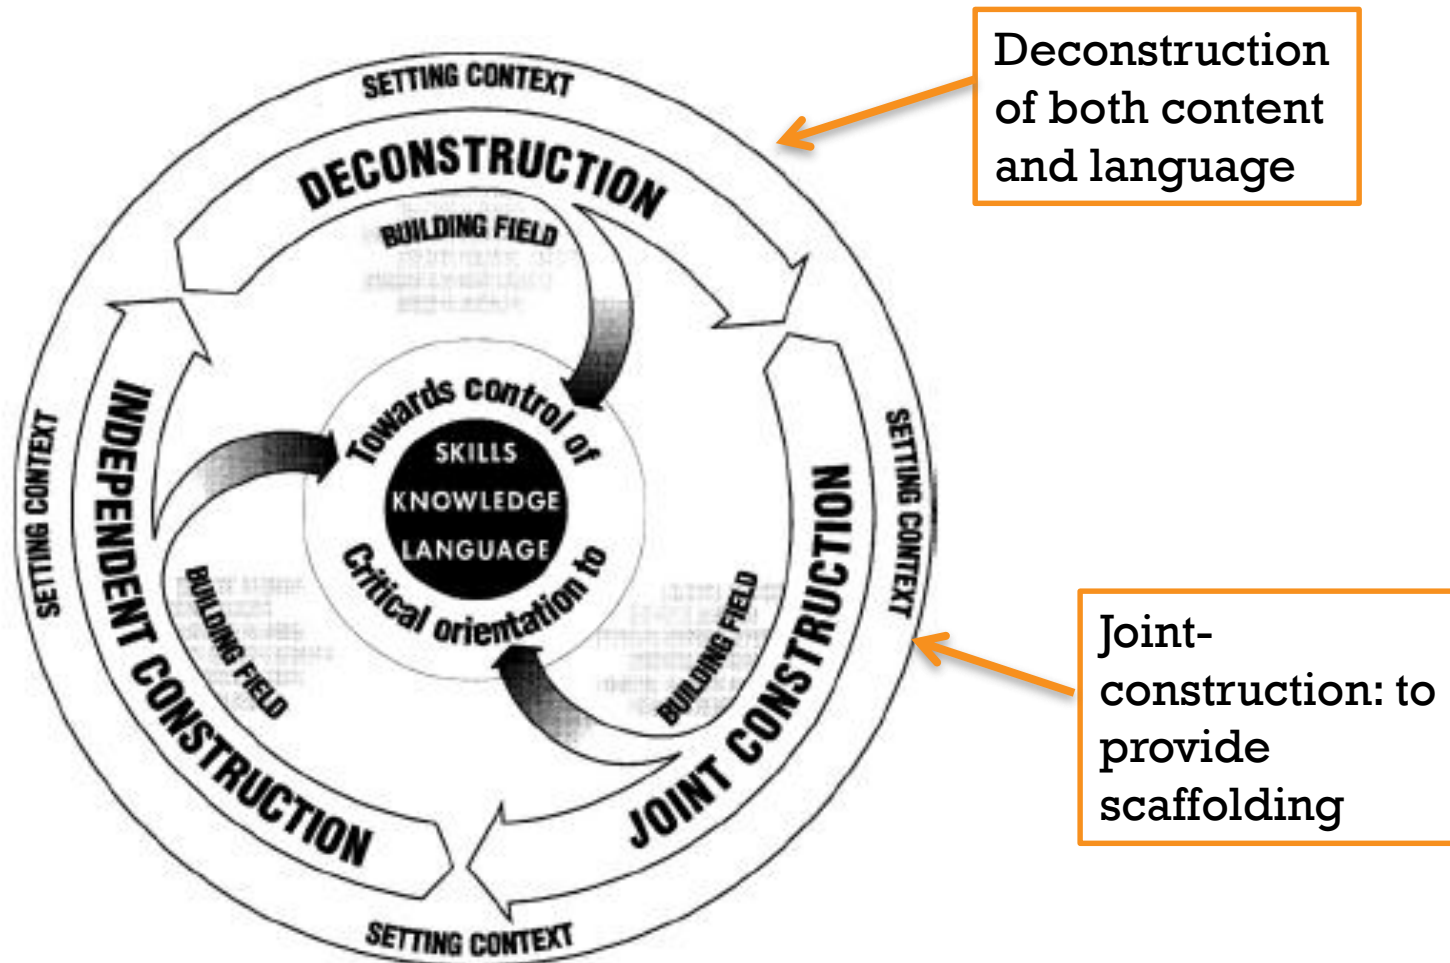 SETTING CONTEXT
DECONSTRUCTION
BUILDING FIELD
Deconstruction
of both content
and language
Towards control of
SKILLS
KNOWLEDGE
LANGUAGE
Critical orientation to
SETTING CONTEXT
INDEPENDENT CONSTRUCTION
BUILDING FIELD
BUILDING FIELD
JOINT CONSTRUCTION
SETTING CONTEXT
Joint-
construction: to
provide
scaffolding
SETTING CONTEXT